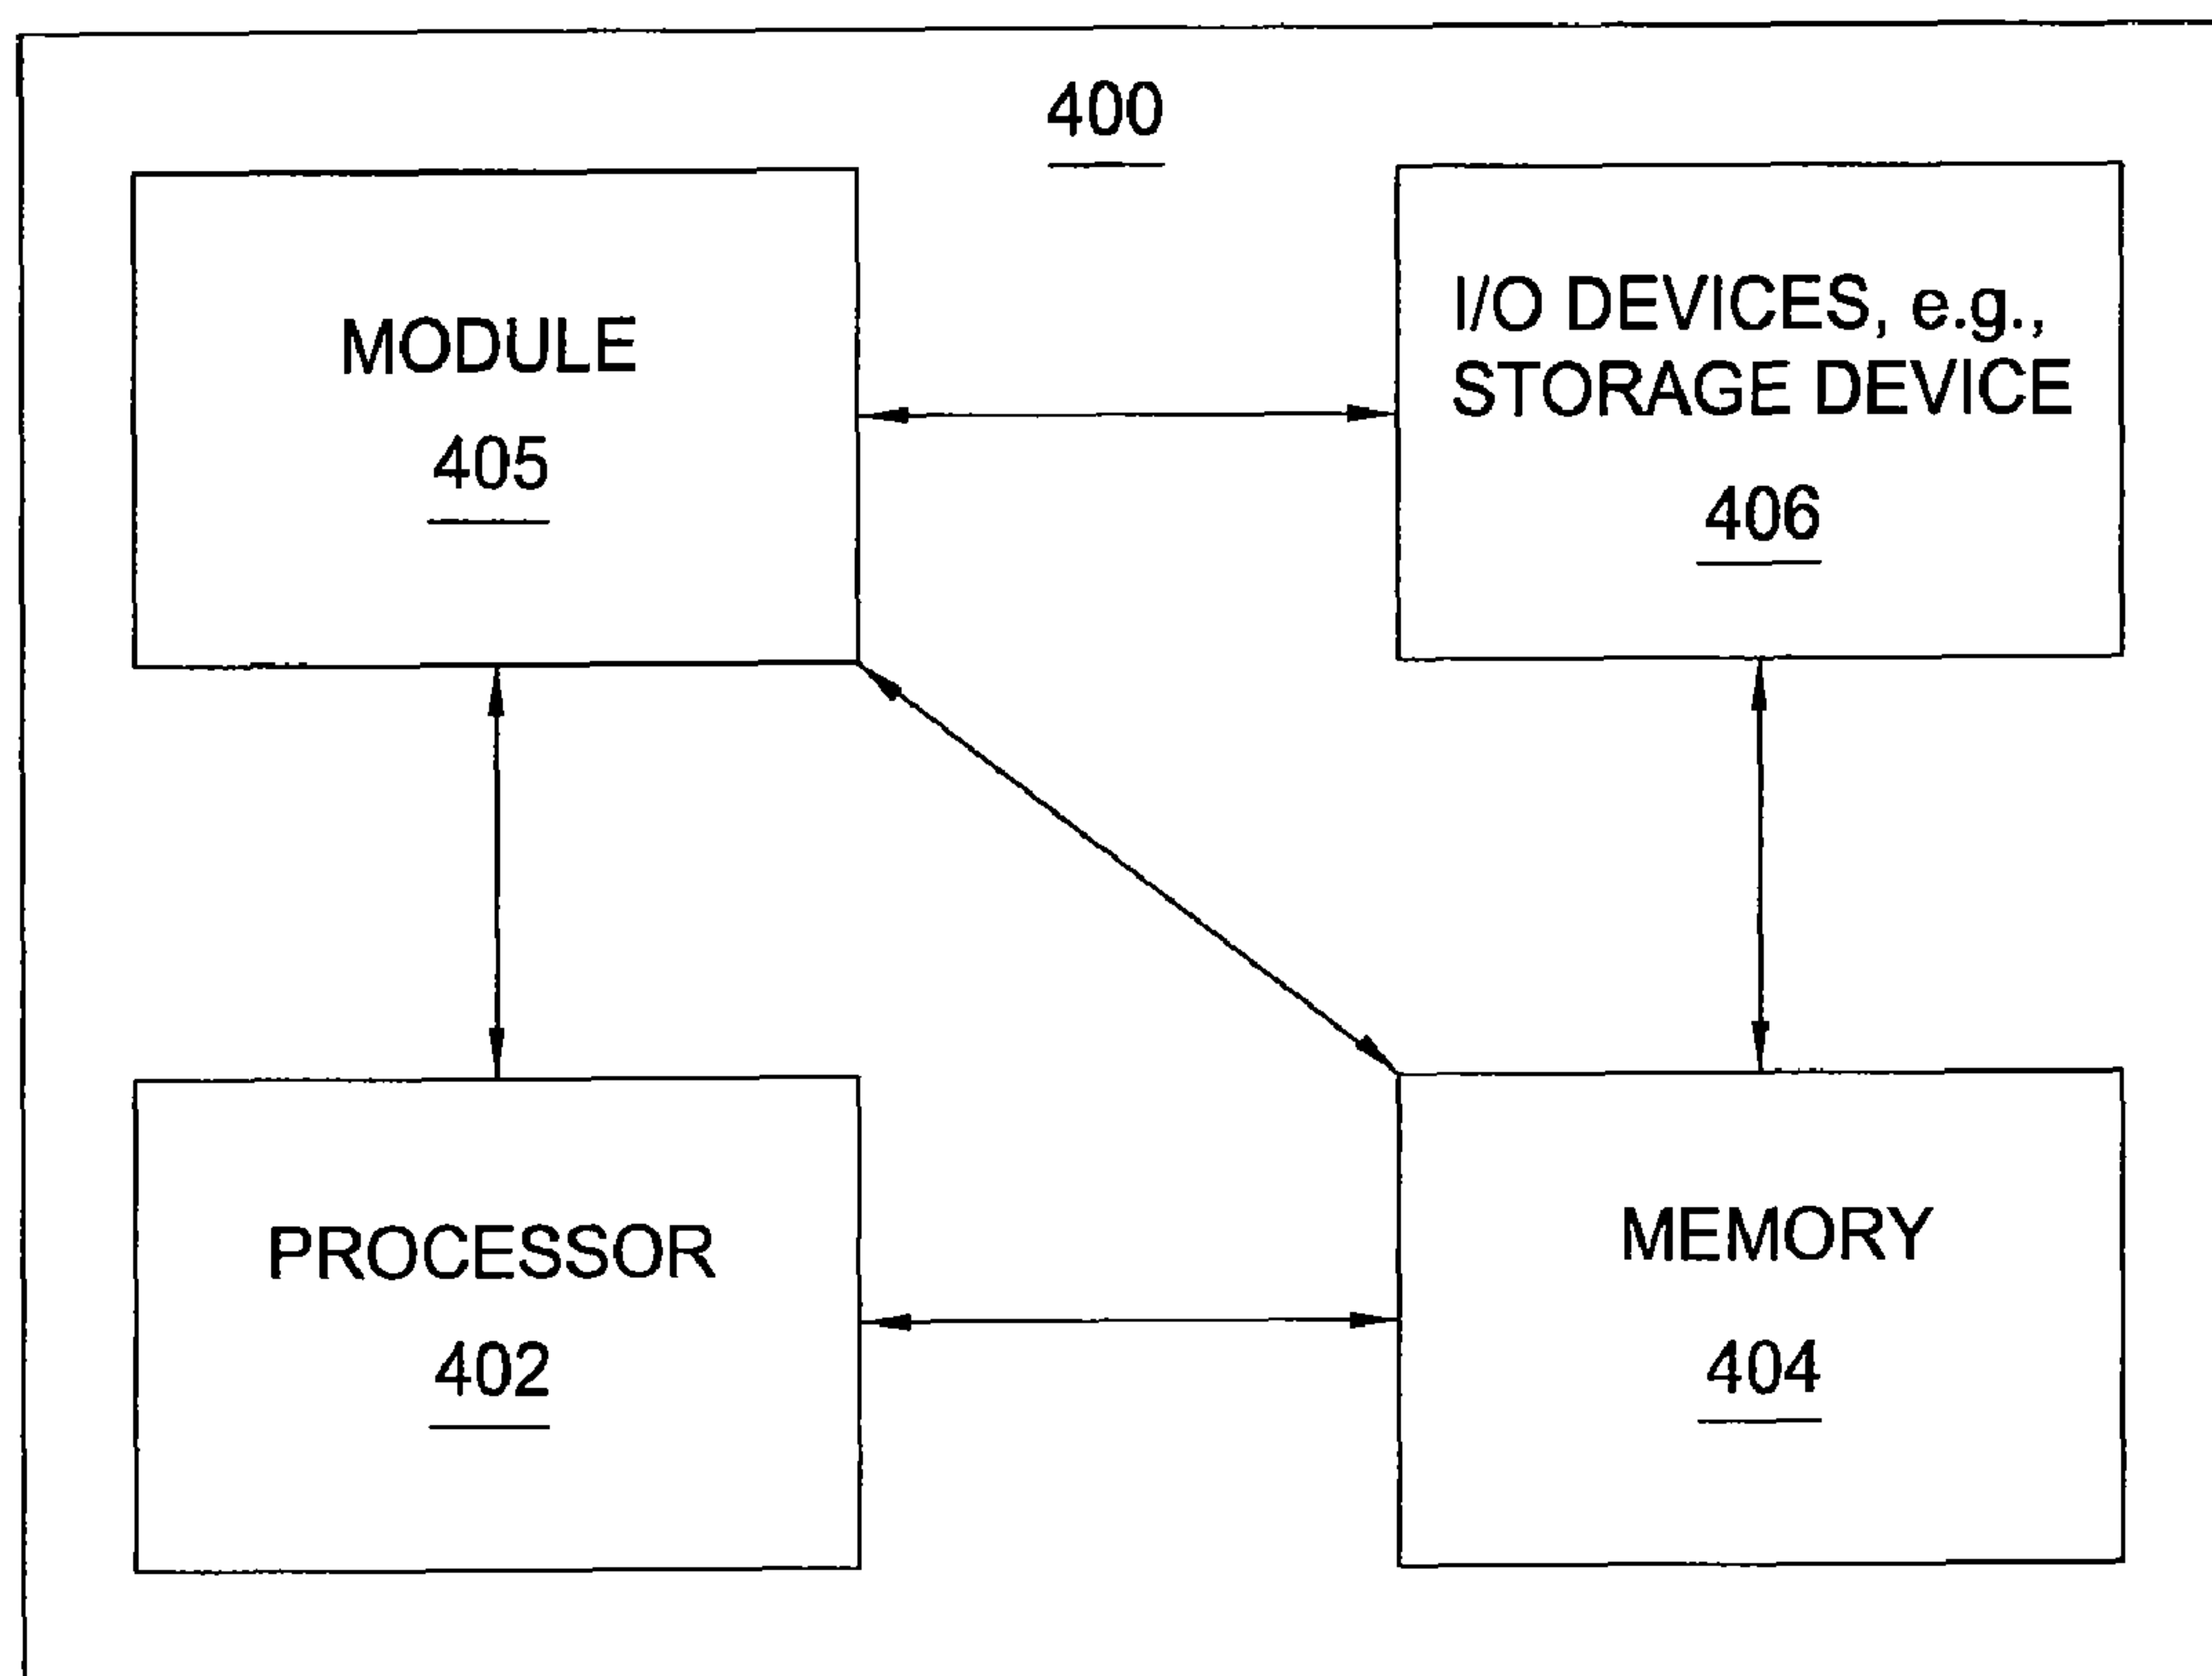 400
MODULE
405
I/O DEVICES, e.g.,
STORAGE DEVICE
406
PROCESSOR
402
MEMORY
404